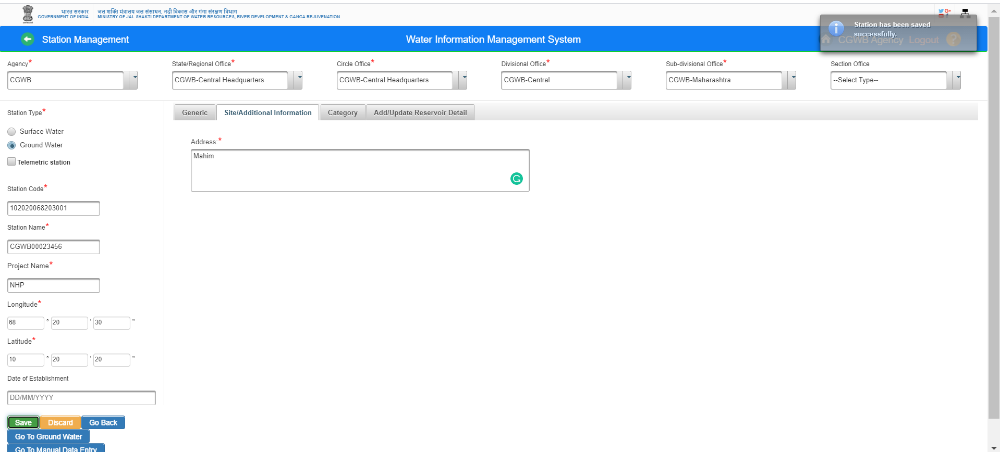 भारत सरकार
GOVERNMENT OF INDIA
जल शक्ति मंत्रालय जल संसाधन, नदी विकास और गंगा संरक्षण विभाग
MINISTRY OF JAL SHAKTI DEPARTMENT OF WATER RESOURCES, RIVER DEVELOPMENT & GANGA REJUVENATION
Station has been saved successfully.
Station Management
Water Information Management System
CGWB Agency Logout ?
Agency*
State/Regional Office*
Circle Office*
Divisional Office*
Sub-divisional Office*
Section Office
CGWB
CGWB-Central Headquarters
CGWB-Central Headquarters
CGWB-Central
CGWB-Maharashtra
--Select Type--
Station Type*
Surface Water
Ground Water
Telemetric station
Station Code*
102020068203001
Station Name*
CGWB00023456
Project Name*
NHP
Longitude*
68 ° 20 ' 30 "
Latitude*
10 ° 20 ' 20 "
Date of Establishment
DD/MM/YYYY
Save Discard Go Back
Go To Ground Water
Go To Manual Data Entry
Generic
Site/Additional Information
Category
Add/Update Reservoir Detail
Address:*
Mahim